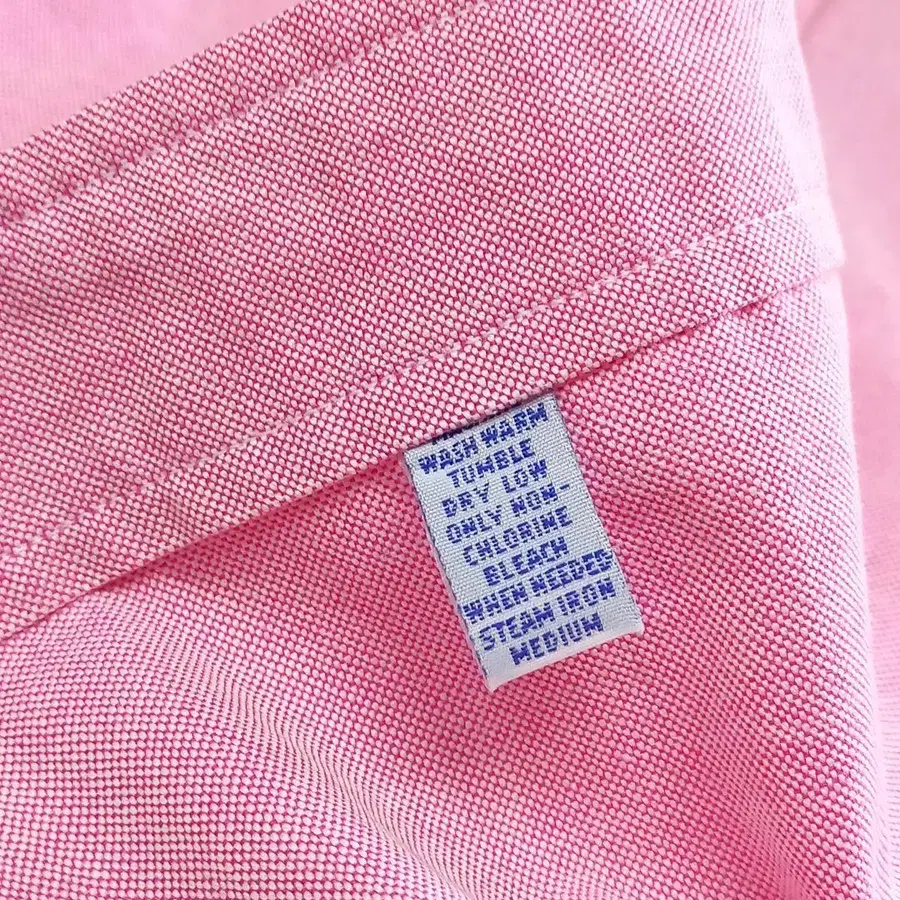 WASH WARM
TUMBLE
DRY LOW
ONLY NON-
CHLORINE
BLEACH
WHEN NEEDED
STEAM IRON
MEDIUM